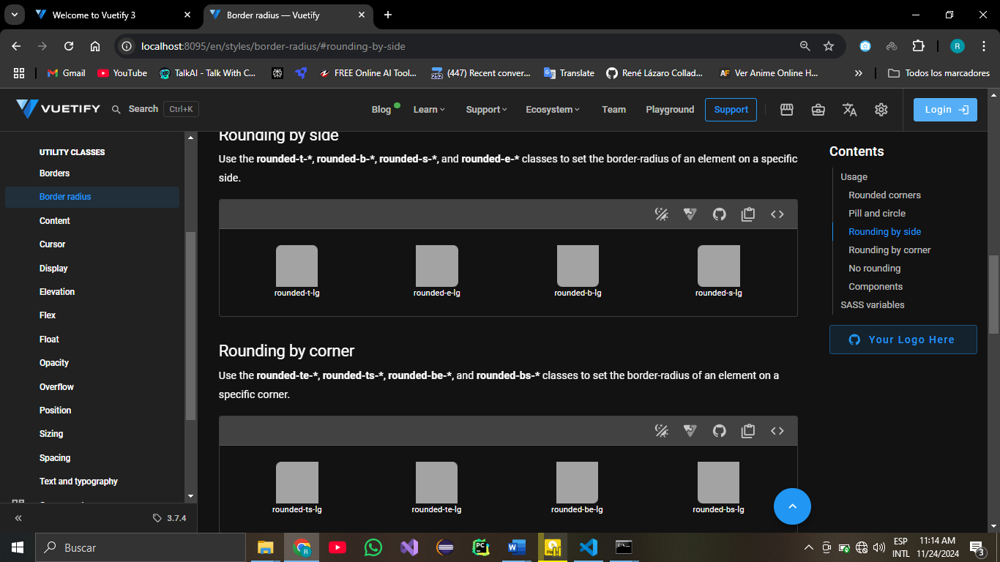 Welcome to Vuetify 3
Border radius — Vuetify
localhost:8095/en/styles/border-radius/#rounding-by-side
R
Gmail
YouTube
TalkAI - Talk With C...
FREE Online AI Tool...
(447) Recent conver...
Translate
René Lázaro Collad...
AF Ver Anime Online H...
Todos los marcadores
VUETIFY
Search
Ctrl+K
Blog
Learn
Support
Ecosystem
Team
Playground
Support
Login
UTILITY CLASSES
Borders
Border radius
Content
Cursor
Display
Elevation
Flex
Float
Opacity
Overflow
Position
Sizing
Spacing
Text and typography
3.7.4
Rounding by side
Use the rounded-t-*, rounded-b-*, rounded-s-*, and rounded-e-* classes to set the border-radius of an element on a specific
side.
rounded-t-lg
rounded-e-lg
rounded-b-lg
rounded-s-lg
Rounding by corner
Use the rounded-te-*, rounded-ts-*, rounded-be-*, and rounded-bs-* classes to set the border-radius of an element on a
specific corner.
rounded-ts-lg
rounded-te-lg
rounded-be-lg
rounded-bs-lg
Contents
Usage
Rounded corners
Pill and circle
Rounding by side
Rounding by corner
No rounding
Components
SASS variables
Your Logo Here
Buscar
ESP
INTL
11:14 AM
11/24/2024
3